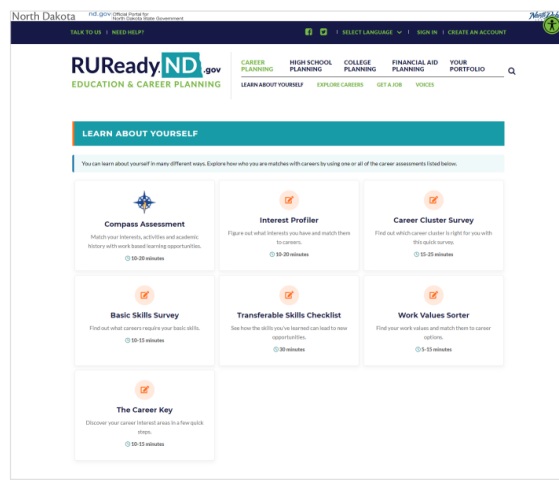 North Dakota
nd.gov Official Portal for
North Dakota State Government
TALK TO US | NEED HELP?
| SELECT LANGUAGE | SIGN IN | CREATE AN ACCOUNT
RUReady.ND.gov
EDUCATION & CAREER PLANNING
CAREER PLANNING
HIGH SCHOOL PLANNING
COLLEGE PLANNING
FINANCIAL AID PLANNING
YOUR PORTFOLIO
LEARN ABOUT YOURSELF EXPLORE CAREERS GET A JOB VOICES
LEARN ABOUT YOURSELF
You can learn about yourself in many different ways. Explore how who you are matches with careers by using one or all of the career assessments listed below.
Compass Assessment
Match your interests, activities and academic
history with work based learning opportunities.
10-20 minutes
Interest Profiler
Figure out what interests you have and match them
to careers.
10-20 minutes
Career Cluster Survey
Find out which career cluster is right for you with
this quick survey.
15-25 minutes
Basic Skills Survey
Find out what careers require your basic skills.
10-15 minutes
Transferable Skills Checklist
See how the skills you've learned can lead to new
opportunities.
30 minutes
Work Values Sorter
Find your work values and match them to career
options.
5-15 minutes
The Career Key
Discover your career interest areas in a few quick
steps.
10-15 minutes